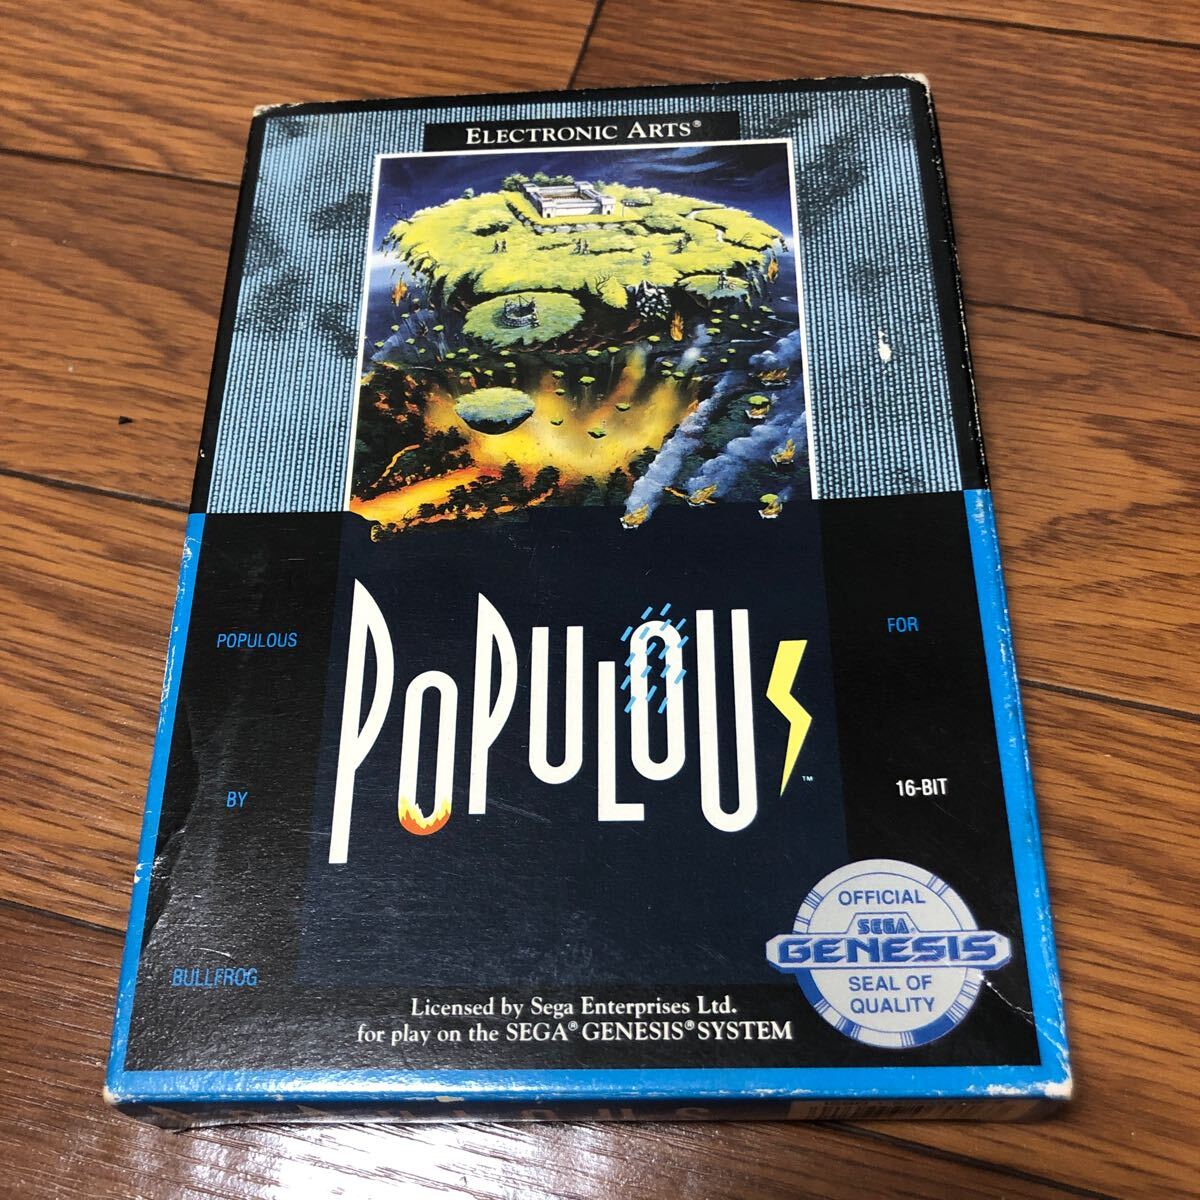 ELECTRONIC ARTS®
POPULOUS
BY
BULLFROG
POPULOUS™
FOR
16-BIT
OFFICIAL
SEGA
GENESIS
SEAL OF
QUALITY
Licensed by Sega Enterprises Ltd.
for play on the SEGA® GENESIS® SYSTEM
POPULOUS